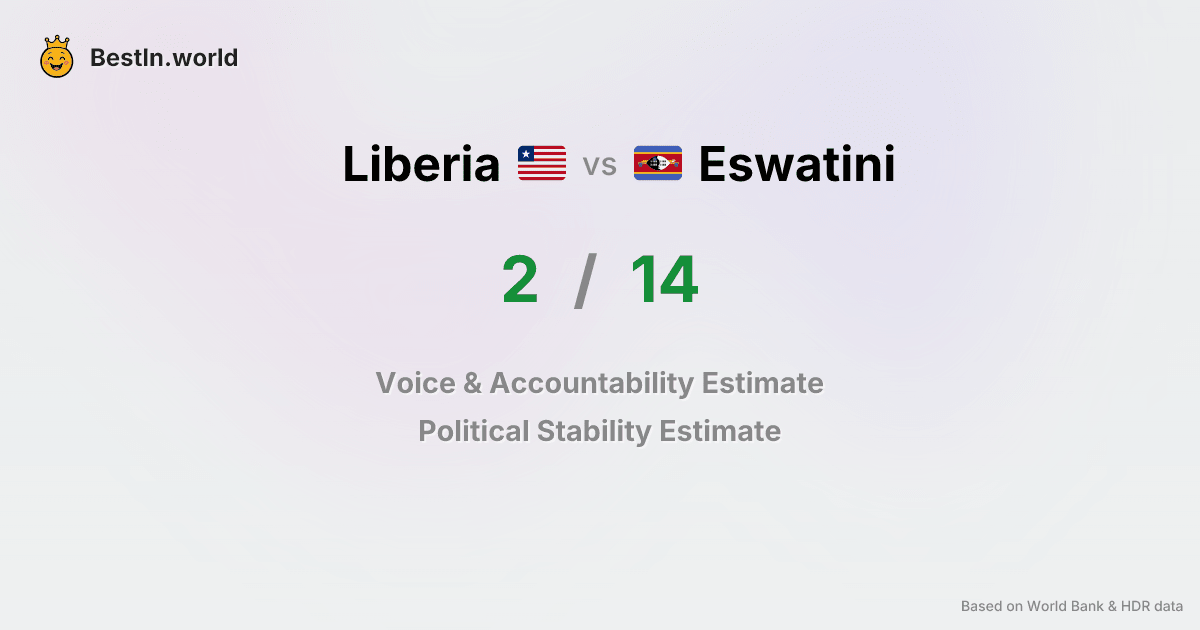 BestIn.world
Liberia vs Eswatini
2 / 14
Voice & Accountability Estimate
Political Stability Estimate
Based on World Bank & HDR data